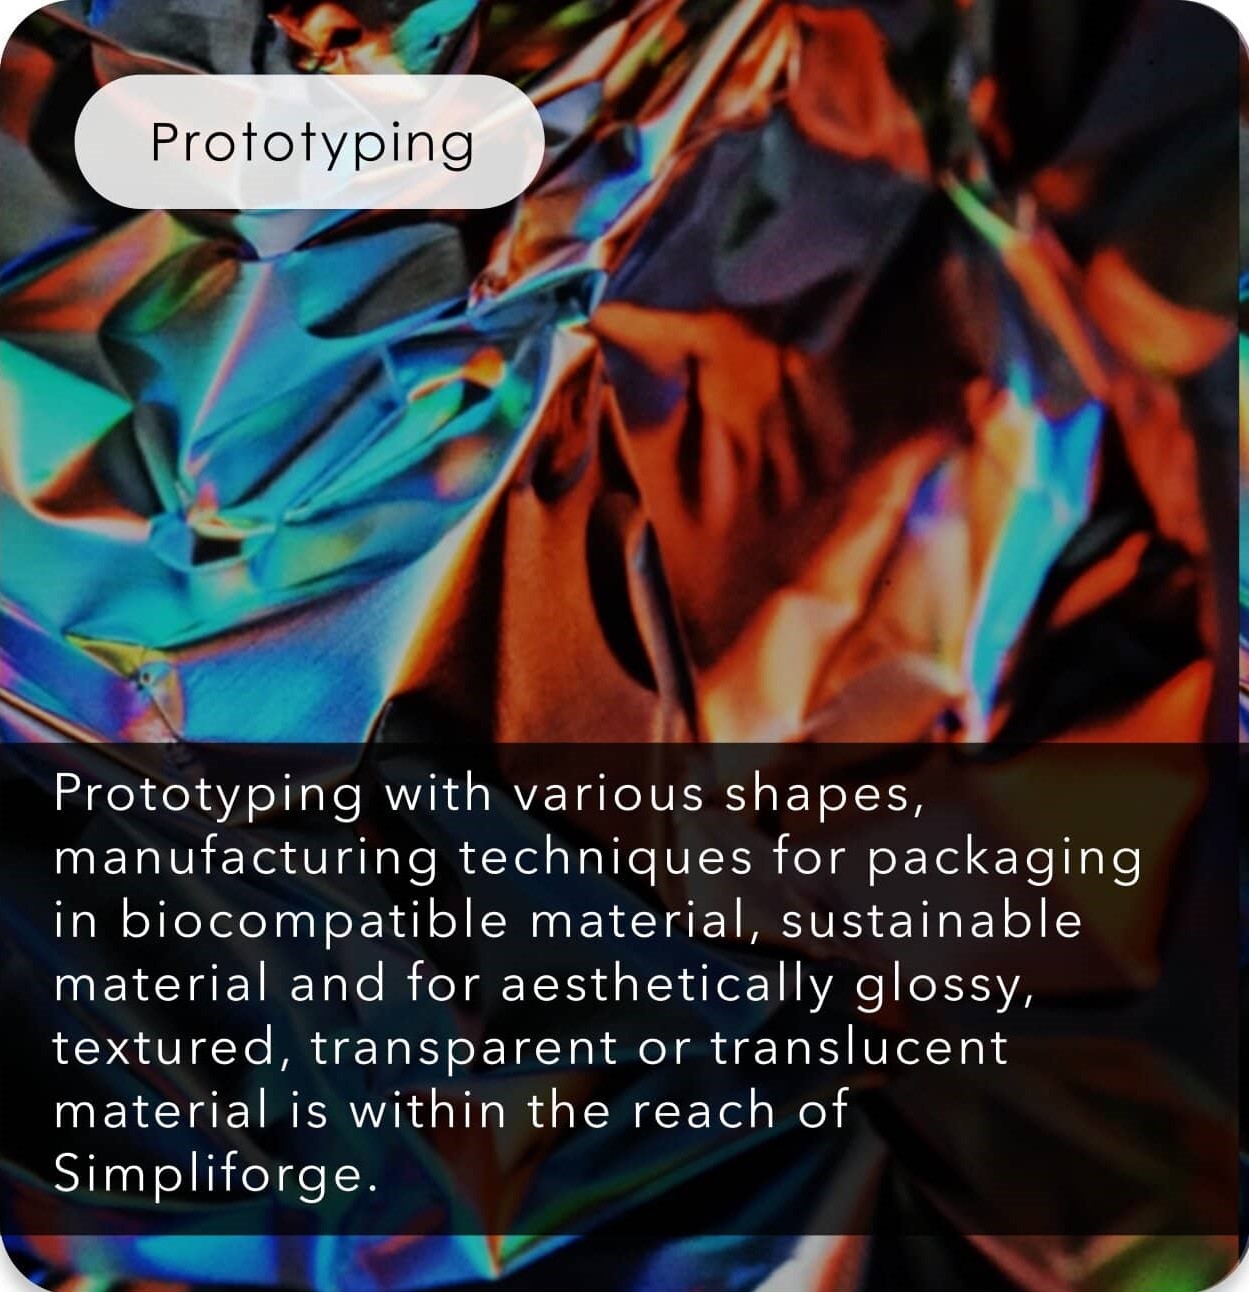 Prototyping
Prototyping with various shapes,
manufacturing techniques for packaging
in biocompatible material, sustainable
material and for aesthetically glossy,
textured, transparent or translucent
material is within the reach of
Simpliforge.